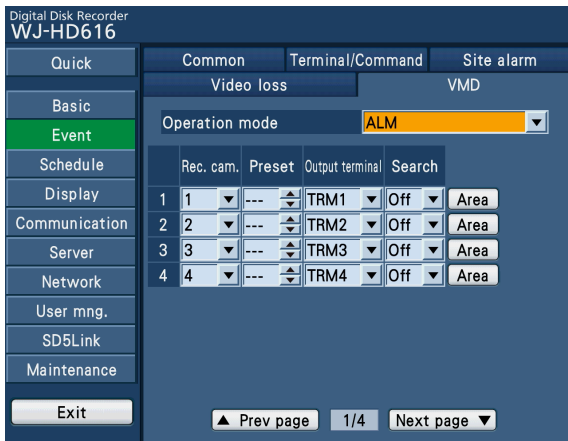 Digital Disk Recorder
WJ-HD616
Quick
Basic
Event
Schedule
Display
Communication
Server
Network
User mng.
SD5Link
Maintenance
Exit
Common Terminal/Command Site alarm
Video loss VMD
Operation mode ALM
Rec. cam. Preset Output terminal Search
1 1 --- TRM1 Off Area
2 2 --- TRM2 Off Area
3 3 --- TRM3 Off Area
4 4 --- TRM4 Off Area
▲ Prev page 1/4 Next page ▼